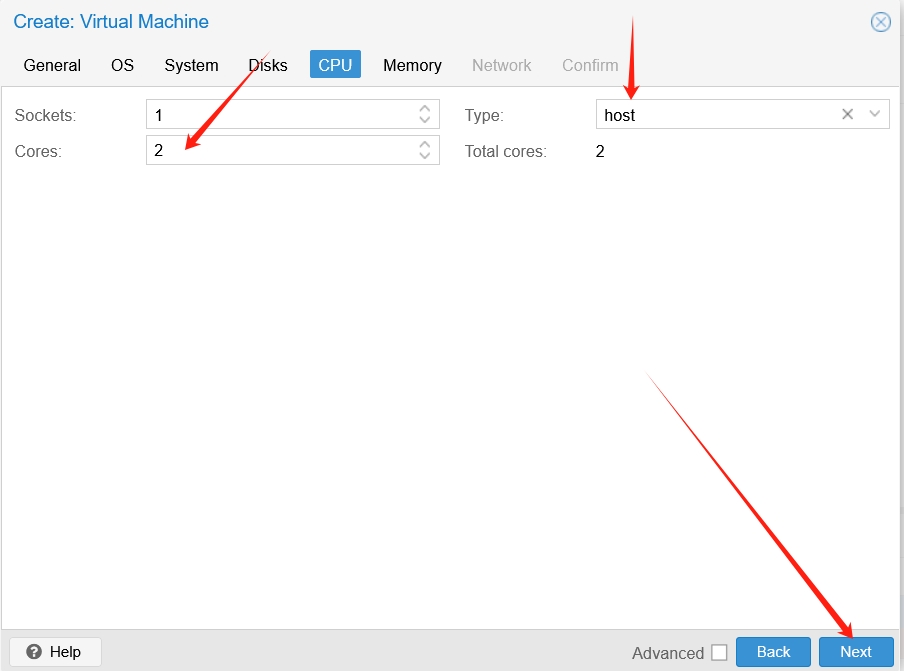 Create: Virtual Machine
General OS System Disks CPU Memory Network Confirm
Sockets: 1 Type: host
Cores: 2 Total cores: 2
Help Advanced Back Next